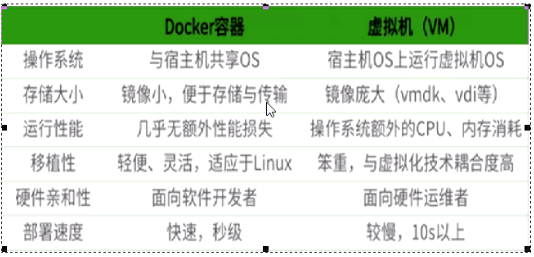 Docker容器 虚拟机（VM）
操作系统 与宿主机共享OS 宿主机OS上运行虚拟机OS
存储大小 镜像小，便于存储与传输 镜像庞大（vmdk、vdi等）
运行性能 几乎无额外性能损失 操作系统额外的CPU、内存消耗
移植性 轻便、灵活，适应于Linux 笨重，与虚拟化技术耦合度高
硬件亲和性 面向软件开发者 面向硬件运维者
部署速度 快速，秒级 较慢，10s以上